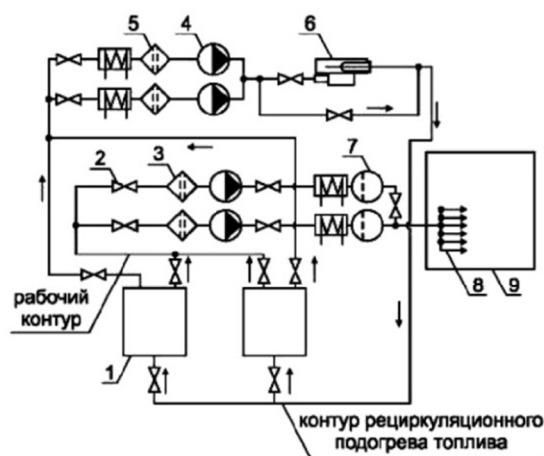 5
4
6
2
3
7
8
9
рабочий
контур
1
контур рециркуляционного
подогрева топлива